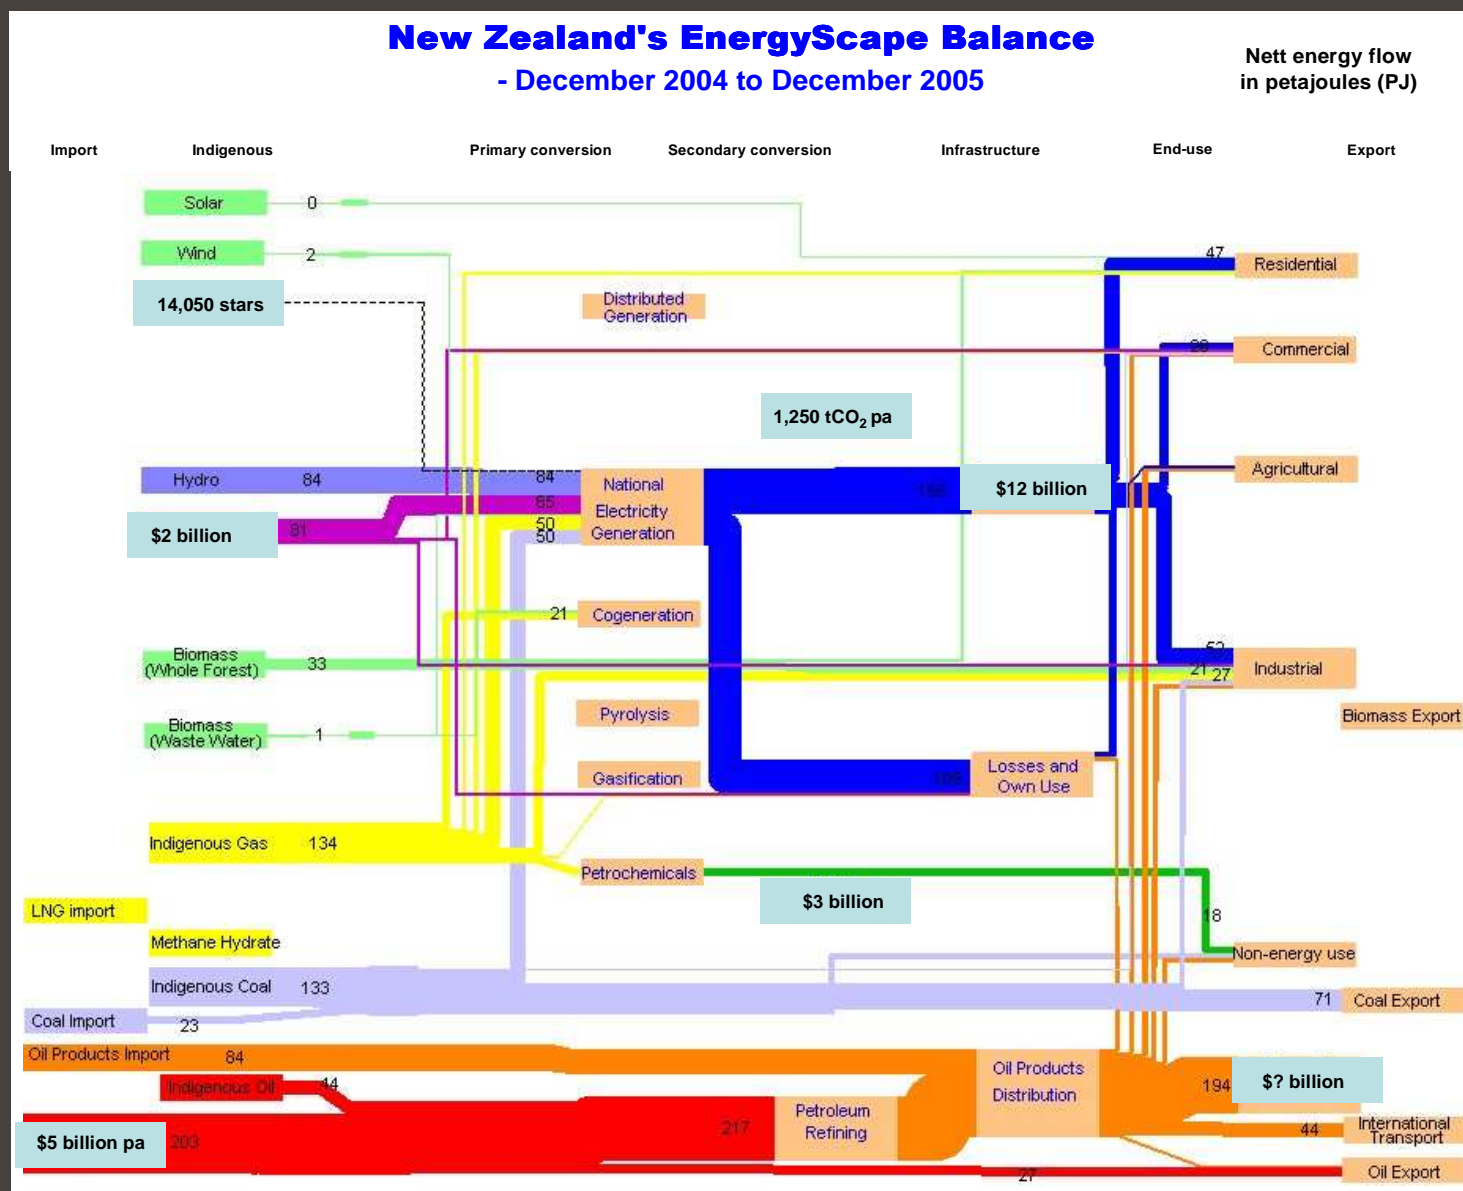 New Zealand's EnergyScape Balance
- December 2004 to December 2005
Nett energy flow
in petajoules (PJ)
Import
Indigenous
Primary conversion
Secondary conversion
Infrastructure
End-use
Export
Solar
0
Wind
2
47
Residential
14,050 stars
Distributed
Generation
Commercial
1,250 tCO2 pa
Agricultural
Hydro
84
84
National
Electricity
Generation
$12 billion
65
50
50
$2 billion
81
21
Cogeneration
Biomass
(Whole Forest)
33
21
27
Industrial
Pyrolysis
Biomass Export
Biomass
(Waste Water)
1
Gasification
Losses and
Own Use
Indigenous Gas
134
Petrochemicals
$3 billion
18
LNG import
Methane Hydrate
Non-energy use
Indigenous Coal
133
71
Coal Export
Coal Import
23
Oil Products Import
84
Indigenous Oil
44
Oil Products
Distribution
194
$? billion
Petroleum
Refining
217
$5 billion pa
203
44
International
Transport
27
Oil Export